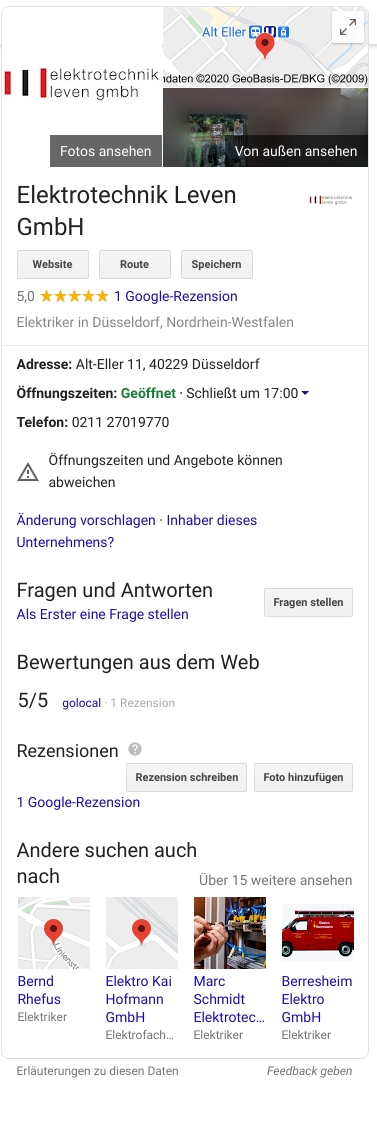 Alt Eller
elektrotechnik
leven gmbh
ndaten ©2020 GeoBasis-DE/BKG (©2009)
Fotos ansehen
Von außen ansehen
Elektrotechnik Leven
GmbH
elektrotechnik
leven gmbh
Website
Route
Speichern
5,0 ★★★★★ 1 Google-Rezension
Elektriker in Düsseldorf, Nordrhein-Westfalen
Adresse: Alt-Eller 11, 40229 Düsseldorf
Öffnungszeiten: Geöffnet · Schließt um 17:00
Telefon: 0211 27019770
Öffnungszeiten und Angebote können
abweichen
Änderung vorschlagen · Inhaber dieses
Unternehmens?
Fragen und Antworten
Als Erster eine Frage stellen
Fragen stellen
Bewertungen aus dem Web
5/5 golocal · 1 Rezension
Rezensionen ?
Rezension schreiben
Foto hinzufügen
1 Google-Rezension
Andere suchen auch
nach
Über 15 weitere ansehen
Linienstr
Bernd
Rhefus
Elektriker
Elektro Kai
Hofmann
GmbH
Elektrofach...
Marc
Schmidt
Elektrotec...
Elektriker
Berresheim
Elektro
GmbH
Elektriker
Erläuterungen zu diesen Daten
Feedback geben